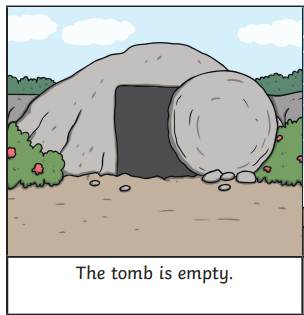 The tomb is empty.